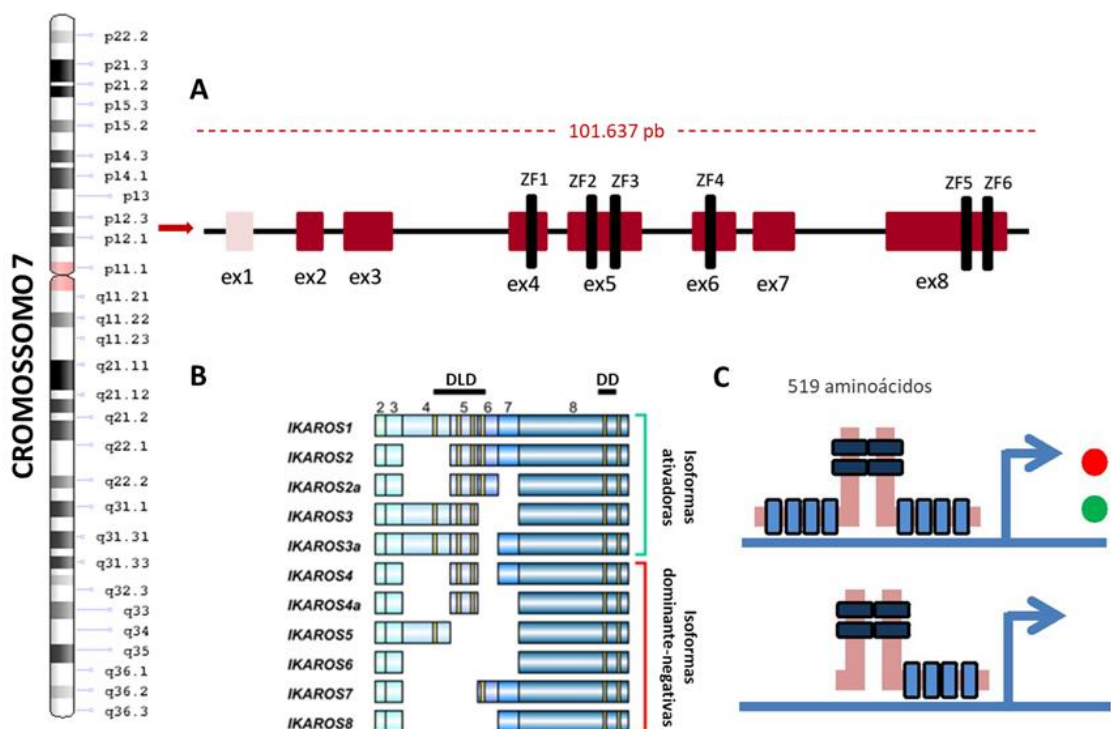 CROMOSSOMO 7
p22.2
p21.3
p21.2
p15.3
p15.2
p14.3
p14.1
p13
p12.3
p12.1
p11.1
q11.21
q11.22
q11.23
q21.11
q21.12
q21.2
q22.1
q22.2
q31.1
q31.31
q31.33
q32.3
q33
q34
q35
q36.1
q36.2
q36.3
A
101.637 pb
ZF1 ZF2 ZF3 ZF4 ZF5 ZF6
ex1 ex2 ex3 ex4 ex5 ex6 ex7 ex8
B
DLD DD
2 3 4 5 6 7 8
IKAROS1
IKAROS2
IKAROS2a
IKAROS3
IKAROS3a
IKAROS4
IKAROS4a
IKAROS5
IKAROS6
IKAROS7
IKAROS8
Isoformas
ativadoras
Isoformas
dominante-negativas
C
519 aminoácidos